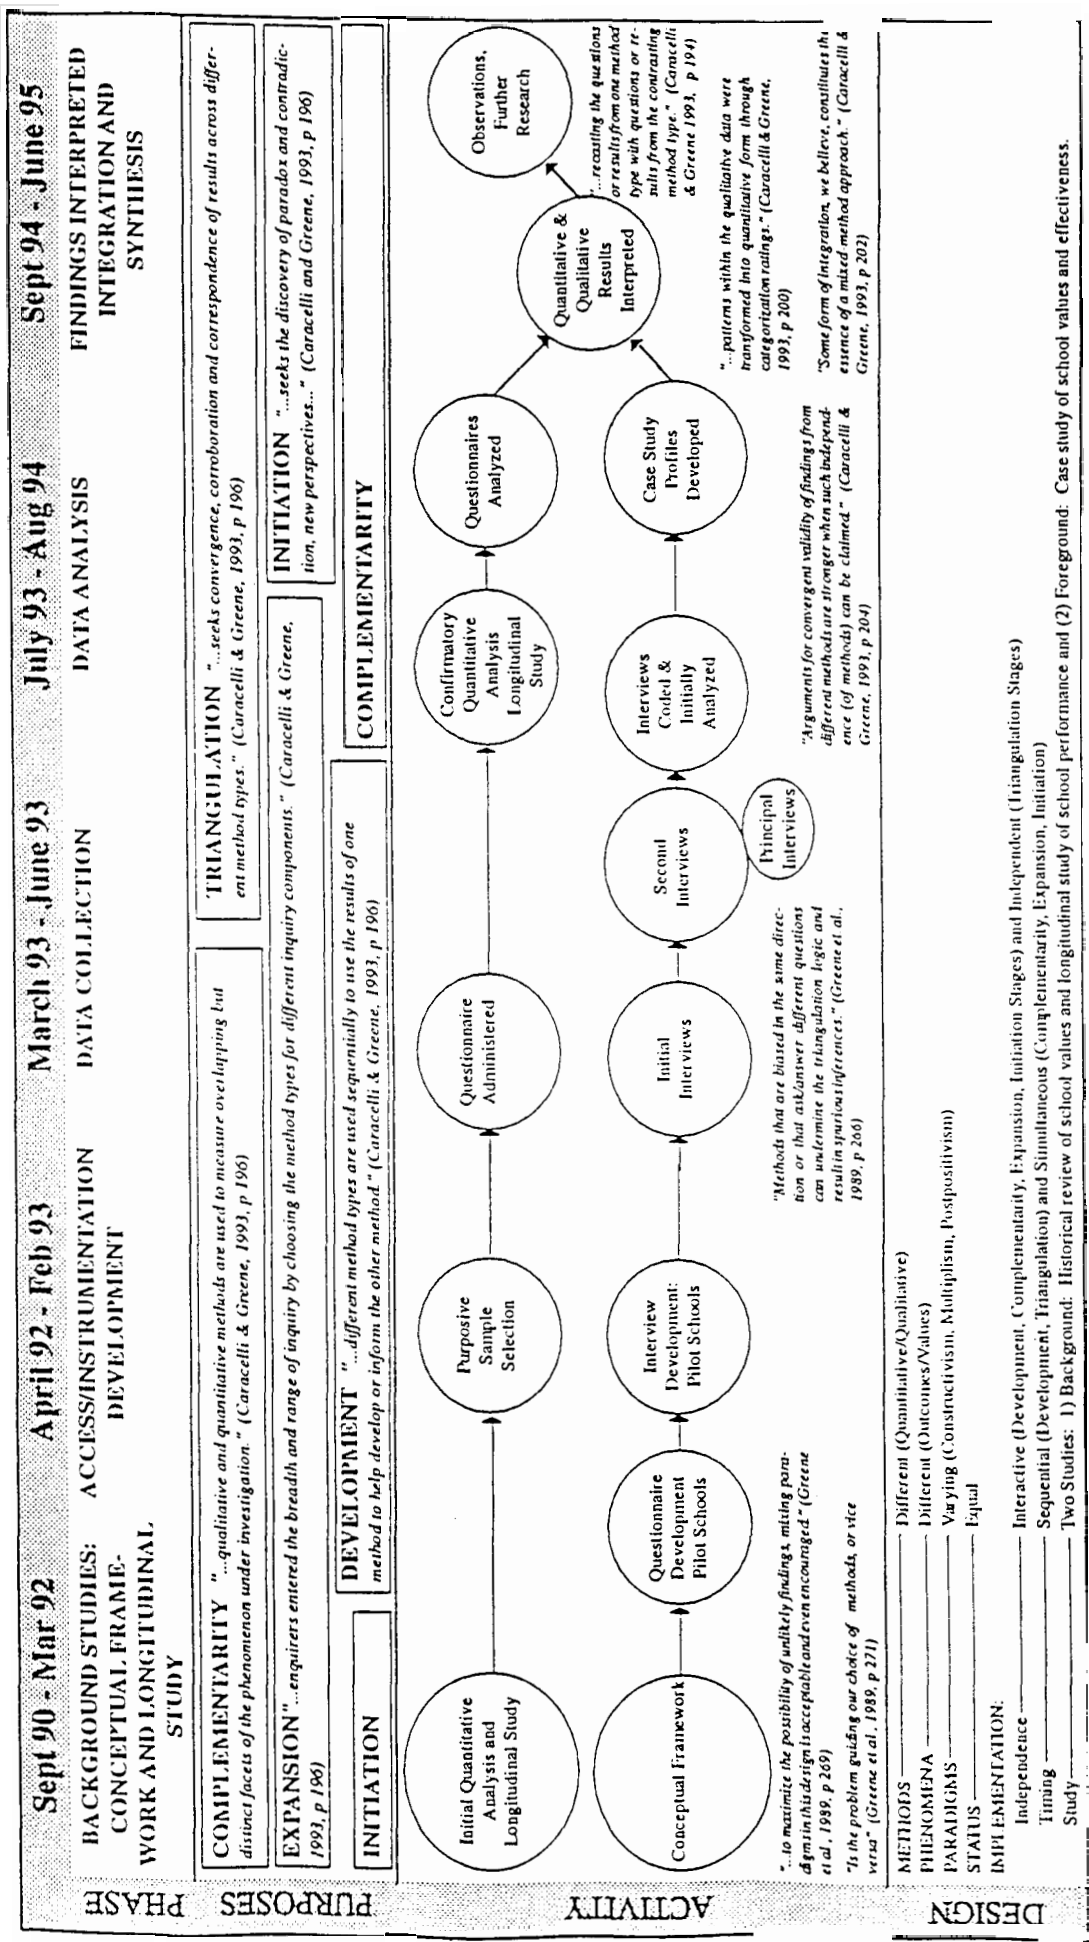 Sept 90 - Mar 92
April 92 - Feb 93
March 93 - June 93
July 93 - Aug 94
Sept 94 - June 95
PHASE
BACKGROUND STUDIES:
CONCEPTUAL FRAME-
WORK AND LONGITUDINAL
STUDY
ACCESS/INSTRUMENTATION
DEVELOPMENT
DATA COLLECTION
DATA ANALYSIS
FINDINGS INTERPRETED
INTEGRATION AND
SYNTHESIS
PURPOSES
COMPLEMENTARITY "...qualitative and quantitative methods are used to measure overlapping but
distinct facets of the phenomenon under investigation." (Caracelli & Greene, 1993, p 196)
TRIANGULATION "...seeks convergence, corroboration and correspondence of results across differ-
ent method types." (Caracelli & Greene, 1993, p 196)
EXPANSION"...enquirers entered the breadth and range of inquiry by choosing the method types for different inquiry components." (Caracelli & Greene,
1993, p 196)
INITIATION "...seeks the discovery of paradox and contradic-
tion, new perspectives..." (Caracelli and Greene, 1993, p 196)
INITIATION
DEVELOPMENT "...different method types are used sequentially to use the results of one
method to help develop or inform the other method." (Caracelli & Greene, 1993, p 196)
COMPLEMENTARITY
ACTIVITY
Initial Quantitative
Analysis and
Longitudinal Study
Purposive
Sample
Selection
Questionnaire
Administered
Confirmatory
Quantitative
Analysis
Longitudinal
Study
Questionnaires
Analyzed
Quantitative &
Qualitative
Results
Interpreted
Observations,
Further
Research
Conceptual Framework
Questionnaire
Development
Pilot Schools
Interview
Development:
Pilot Schools
Initial
Interviews
Second
Interviews
Principal
Interviews
Interviews
Coded &
Initially
Analyzed
Case Study
Profiles
Developed
"...recasting the questions
or results from one method
type with questions or re-
sults from the contrasting
method type." (Caracelli
& Greene 1993, p 194)
"...to maximize the possibility of unlikely findings, mixing para-
digms in this design is acceptable and even encouraged." (Greene
et al, 1989, p 269)
"Is the problem guiding our choice of methods, or vice
versa" (Greene et al, 1989, p 271)
"Methods that are biased in the same direc-
tion or that ask/answer different questions
can undermine the triangulation logic and
result in spurious inferences." (Greene et al.,
1989, p 266)
"Arguments for convergent validity of findings from
different methods are stronger when such independ-
ence (of methods) can be claimed." (Caracelli &
Greene, 1993, p 204)
"...patterns within the qualitative data were
transformed into quantitative form through
categorization ratings." (Caracelli & Greene,
1993, p 200)
"Some form of integration, we believe, constitutes the
essence of a mixed-method approach." (Caracelli &
Greene, 1993, p 202)
DESIGN
METHODS Different (Quantitative/Qualitative)
PHENOMENA Different (Outcomes/Values)
PARADIGMS Varying (Constructivism, Multiplism, Postpositivism)
STATUS Equal
IMPLEMENTATION:
Independence Interactive (Development, Complementarity, Expansion, Initiation Stages) and Independent (Triangulation Stages)
Timing Sequential (Development, Triangulation) and Simultaneous (Complementarity, Expansion, Initiation)
Study Two Studies: 1) Background: Historical review of school values and longitudinal study of school performance and (2) Foreground: Case study of school values and effectiveness.